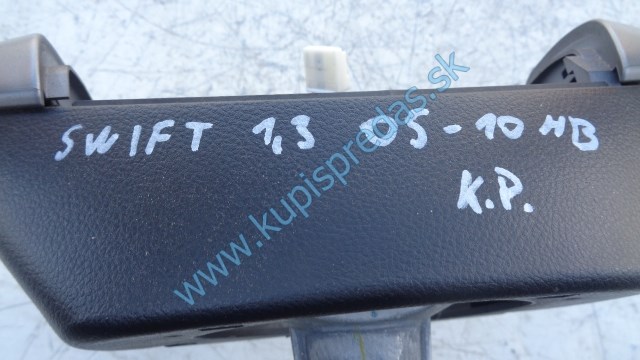 SWIFT 1,3 05-10 HB
K.P.
www.kupispredas.sk